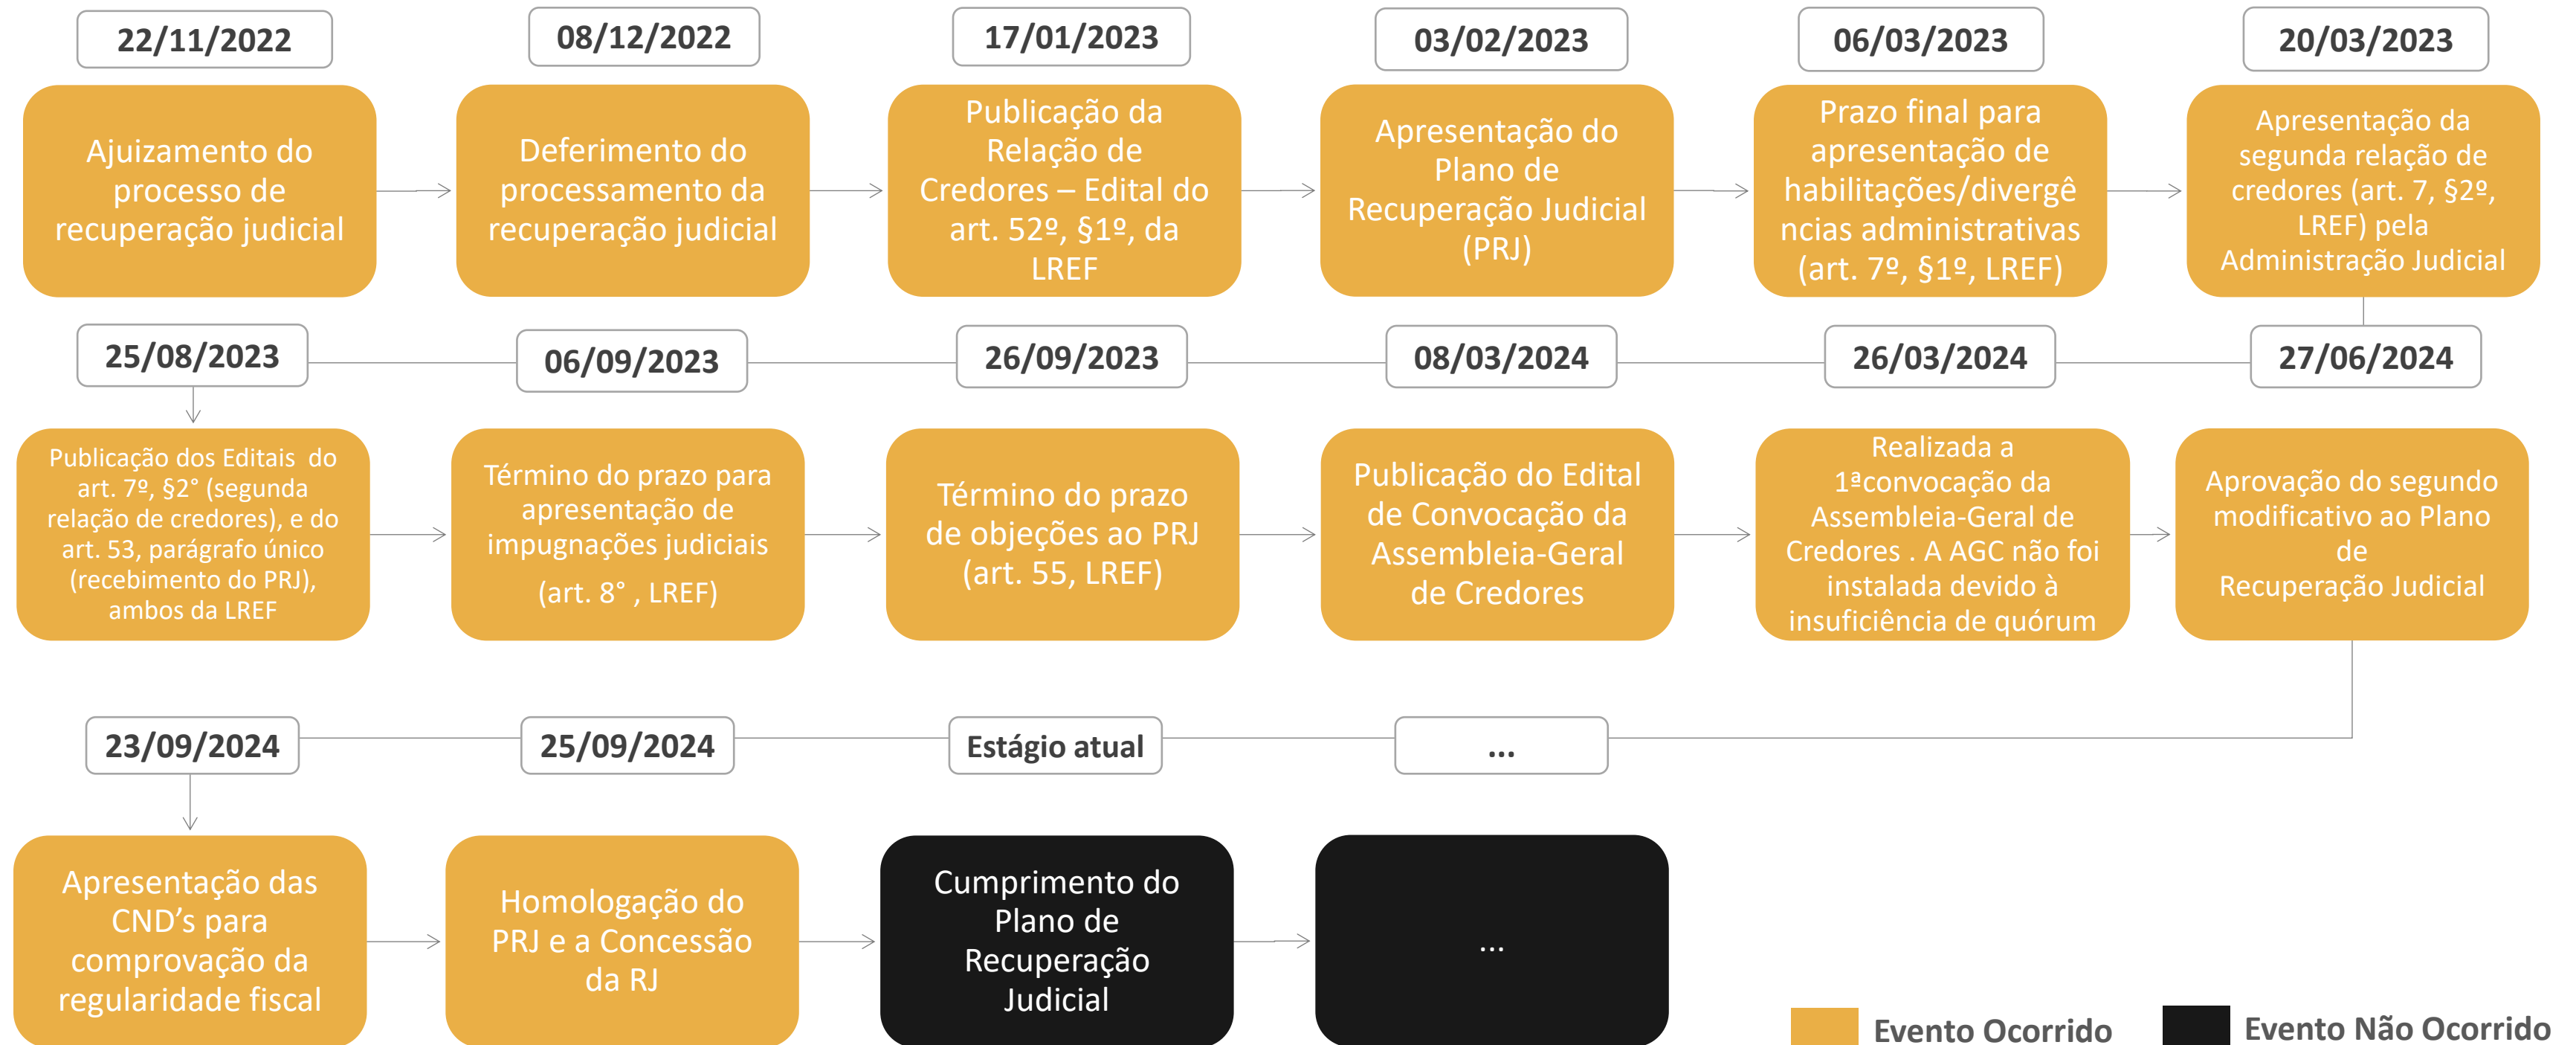 22/11/2022
08/12/2022
17/01/2023
03/02/2023
06/03/2023
20/03/2023
Ajuizamento do
processo de
recuperação judicial
Deferimento do
processamento da
recuperação judicial
Publicação da
Relação de
Credores – Edital do
art. 52º, §1º, da
LREF
Apresentação do
Plano de
Recuperação Judicial
(PRJ)
Prazo final para
apresentação de
habilitações/divergê
ncias administrativas
(art. 7º, §1º, LREF)
Apresentação da
segunda relação de
credores (art. 7, §2º,
LREF) pela
Administração Judicial
25/08/2023
06/09/2023
26/09/2023
08/03/2024
26/03/2024
27/06/2024
Publicação dos Editais do
art. 7º, §2° (segunda
relação de credores), e do
art. 53, parágrafo único
(recebimento do PRJ),
ambos da LREF
Término do prazo para
apresentação de
impugnações judiciais
(art. 8° , LREF)
Término do prazo
de objeções ao PRJ
(art. 55, LREF)
Publicação do Edital
de Convocação da
Assembleia-Geral
de Credores
Realizada a
1ªconvocação da
Assembleia-Geral de
Credores . A AGC não foi
instalada devido à
insuficiência de quórum
Aprovação do segundo
modificativo ao Plano
de
Recuperação Judicial
23/09/2024
25/09/2024
Estágio atual
...
Apresentação das
CND’s para
comprovação da
regularidade fiscal
Homologação do
PRJ e a Concessão
da RJ
Cumprimento do
Plano de
Recuperação
Judicial
...
Evento Ocorrido
Evento Não Ocorrido